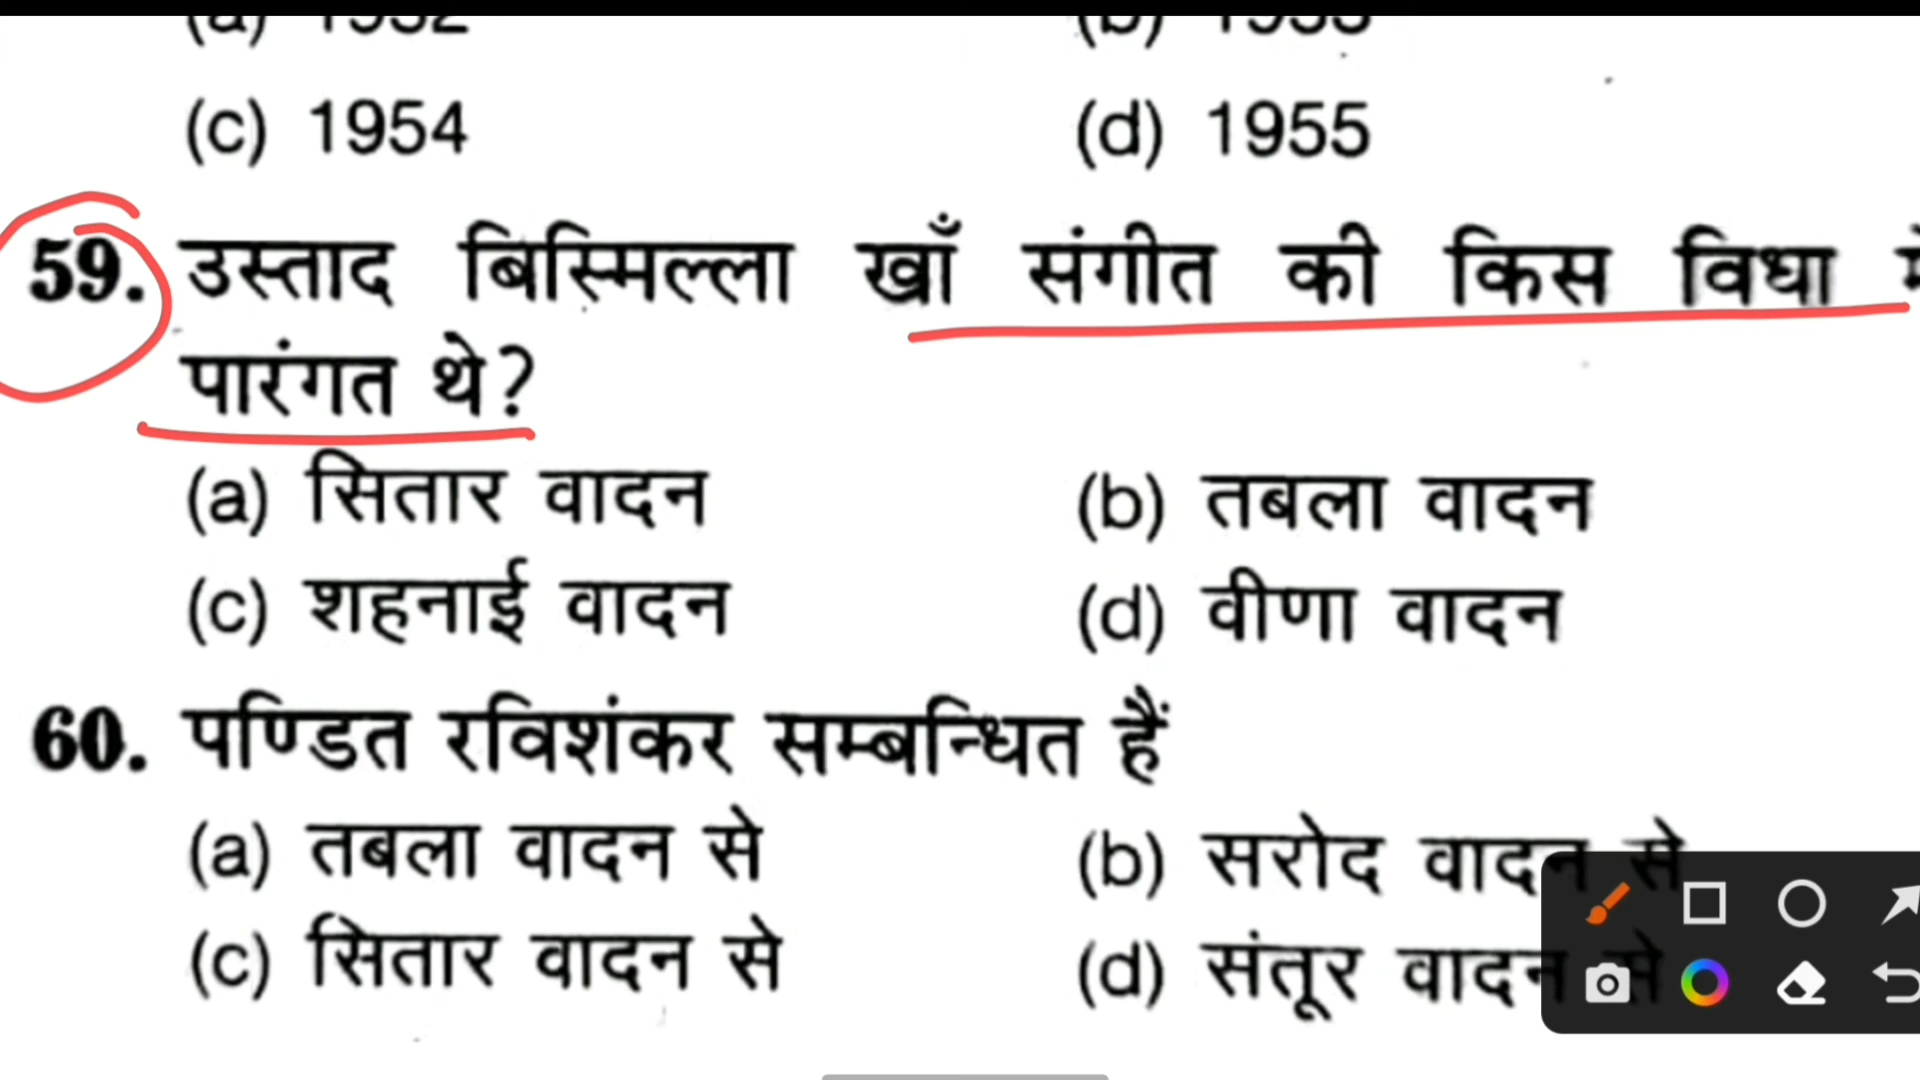 (c) 1954 (d) 1955
59. उस्ताद बिस्मिल्ला खाँ संगीत की किस विधा
पारंगत थे?
(a) सितार वादन (b) तबला वादन
(c) शहनाई वादन (d) वीणा वादन
60. पण्डित रविशंकर सम्बन्धित हैं
(a) तबला वादन से (b) सरोद वादन से
(c) सितार वादन से (d) संतूर वादन से